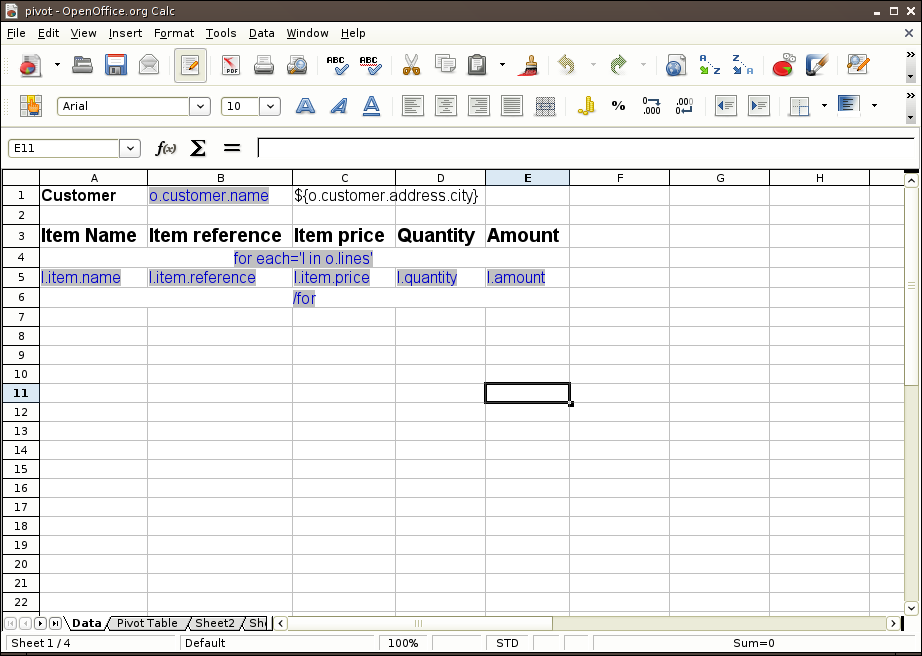 pivot - OpenOffice.org Calc
File Edit View Insert Format Tools Data Window Help
PDF ABC ABC
Arial 10
E11 f(x) Σ =
A B C D E F G H
1 Customer o.customer.name ${o.customer.address.city}
2
3 Item Name Item reference Item price Quantity Amount
4 for each='l in o.lines'
5 l.item.name l.item.reference l.item.price l.quantity l.amount
6 /for
7
8
9
10
11
12
13
14
15
16
17
18
19
20
21
22
Data Pivot Table Sheet2 Sh
Sheet 1 / 4 Default 100% STD Sum=0